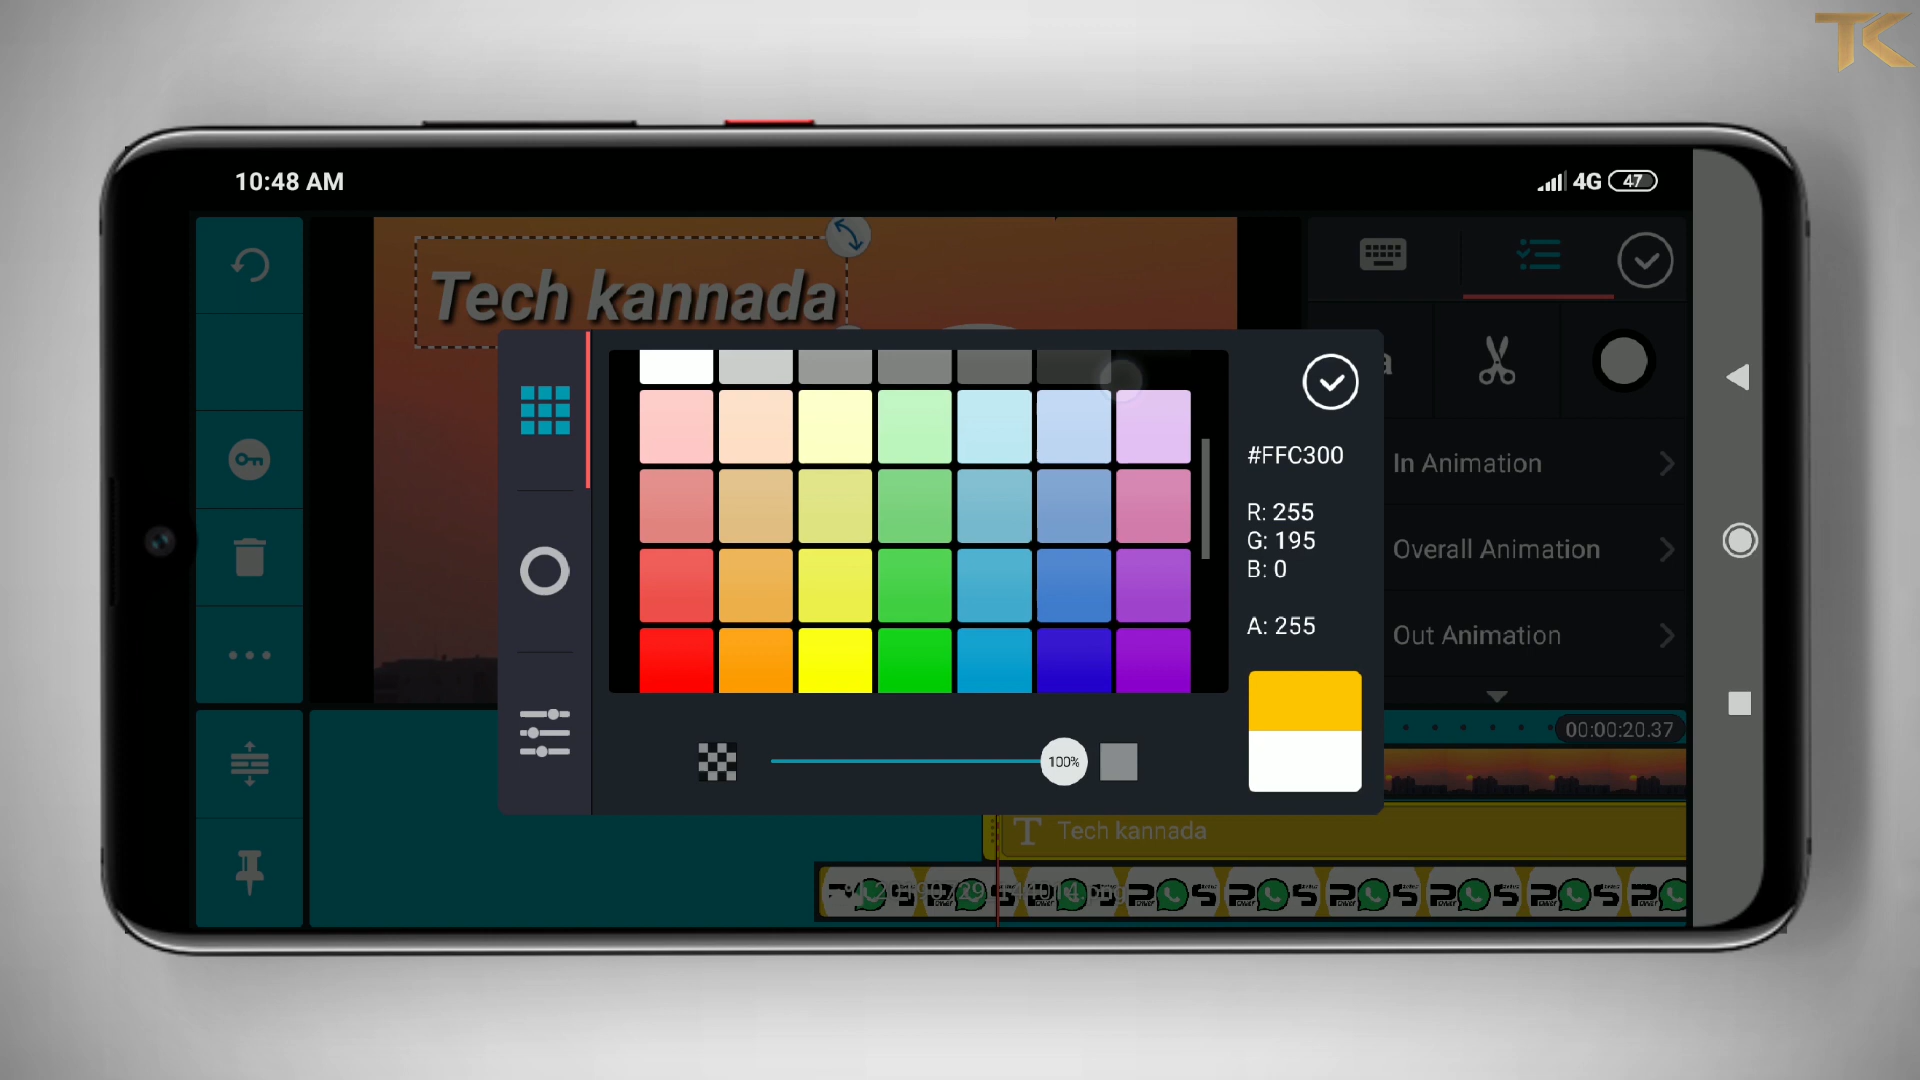 TK
10:48 AM
4G 47
Tech kannada
a
#FFC300
R: 255
G: 195
B: 0
A: 255
In Animation
Overall Animation
Out Animation
100%
00:00:20.37
T Tech kannada